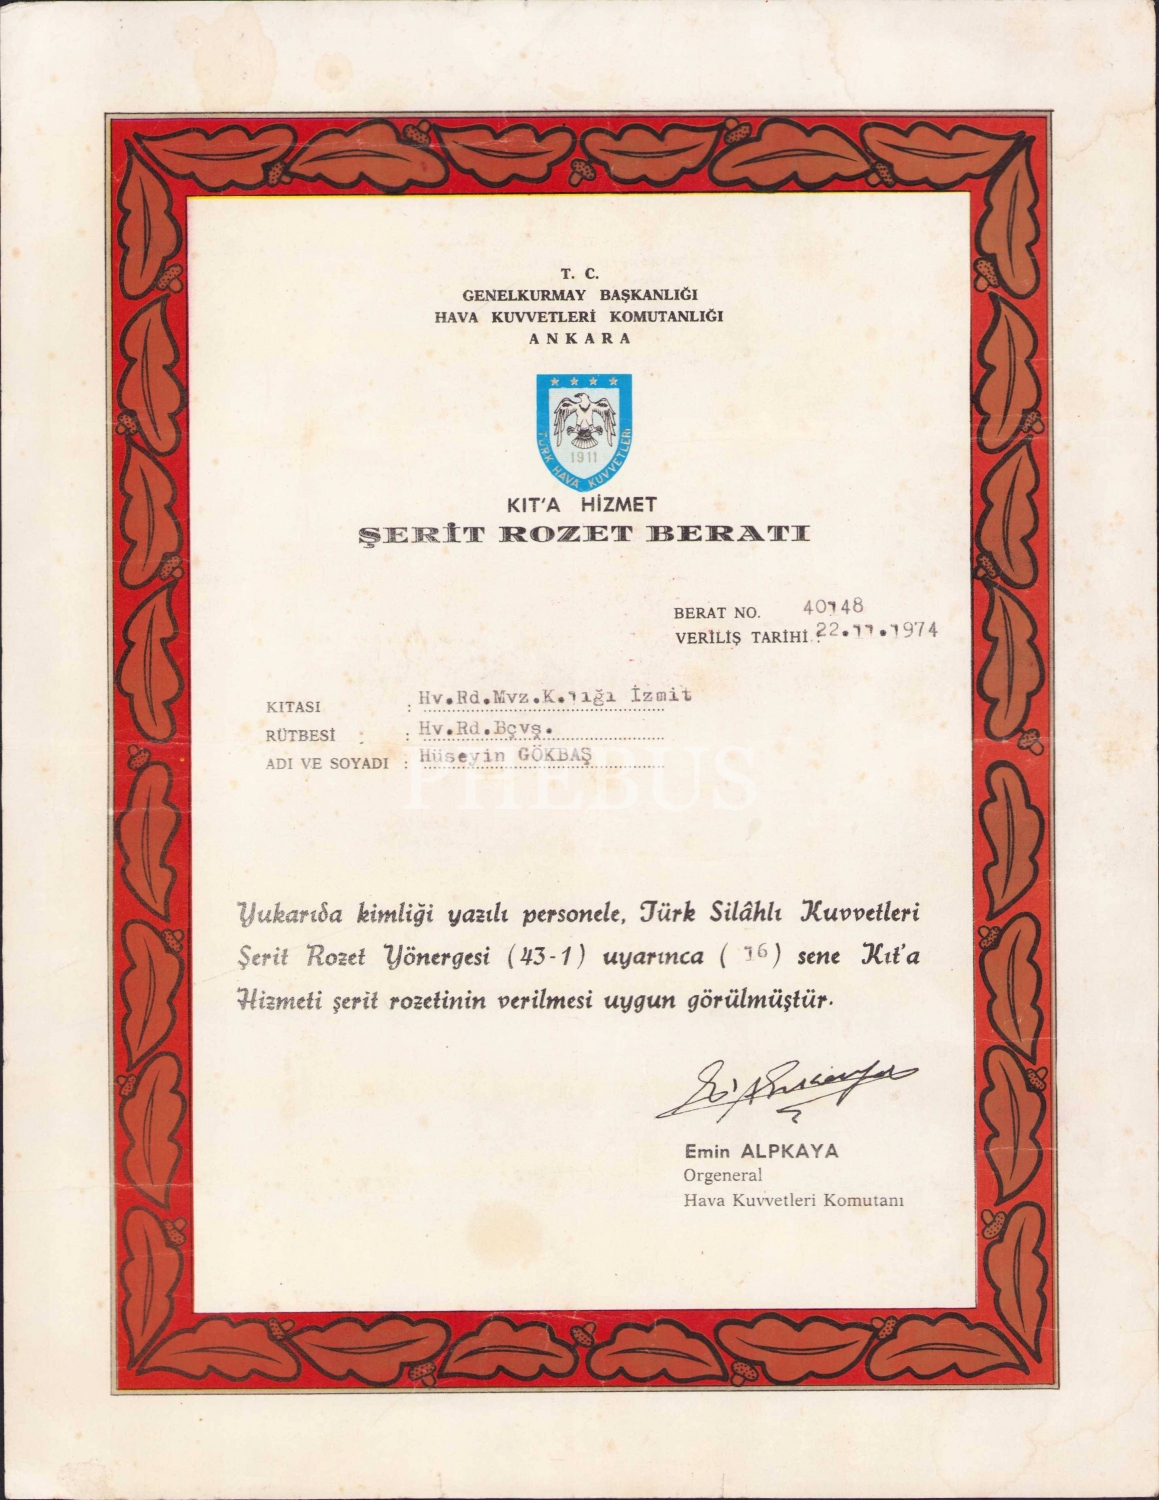 T. C.
GENELKURMAY BAŞKANLIĞI
HAVA KUVVETLERİ KOMUTANLIĞI
ANKARA
1911
TÜRK HAVA KUVVETLERİ
KIT'A HİZMET
ŞERİT ROZET BERATI
BERAT NO. 40148
VERİLİŞ TARİHİ : 22.11.1974
KITASI : Hv.Rd.Mvz.K.lığı İzmit
RÜTBESİ : : Hv.Rd.Bçvş.
ADI VE SOYADI : Hüseyin GÖKBAŞ
PHEBUS
Yukarıda kimliği yazılı personele, Türk Silâhlı Kuvvetleri
Şerit Rozet Yönergesi (43-1) uyarınca ( 16) sene Kıt'a
Hizmeti şerit rozetinin verilmesi uygun görülmüştür.
Emin ALPKAYA
Orgeneral
Hava Kuvvetleri Komutanı